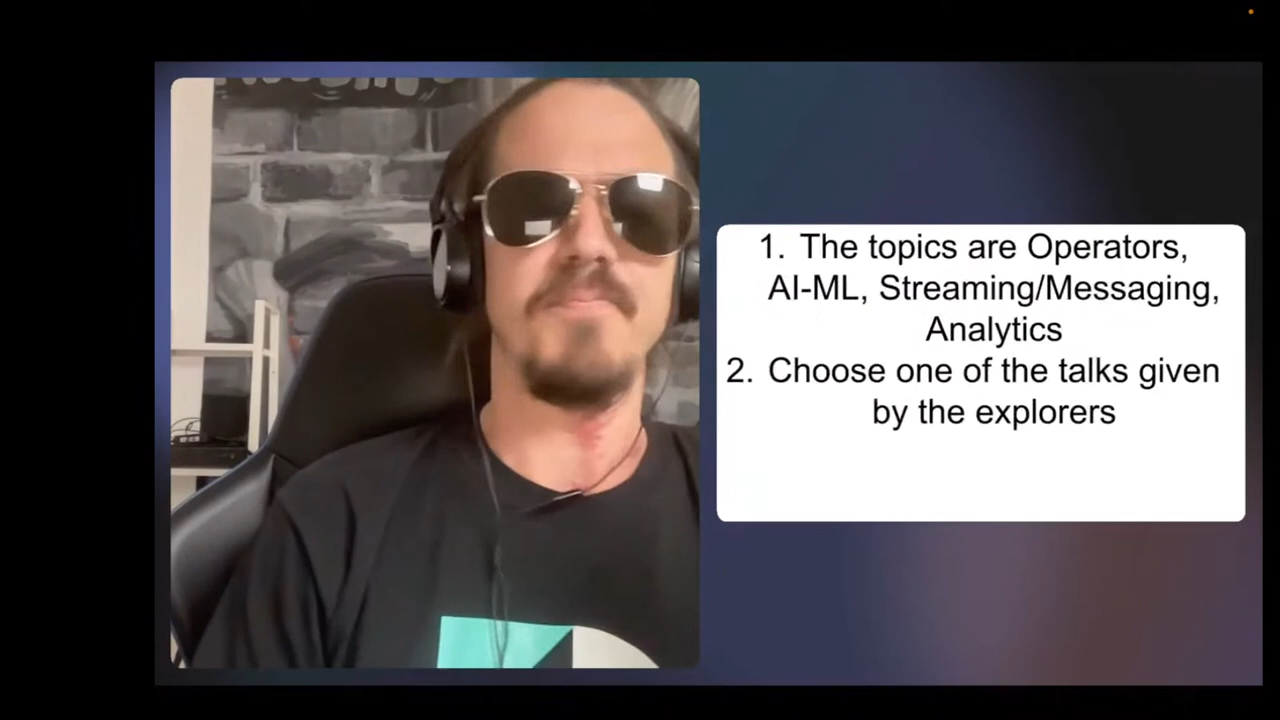 1. The topics are Operators,
AI-ML, Streaming/Messaging,
Analytics
2. Choose one of the talks given
by the explorers